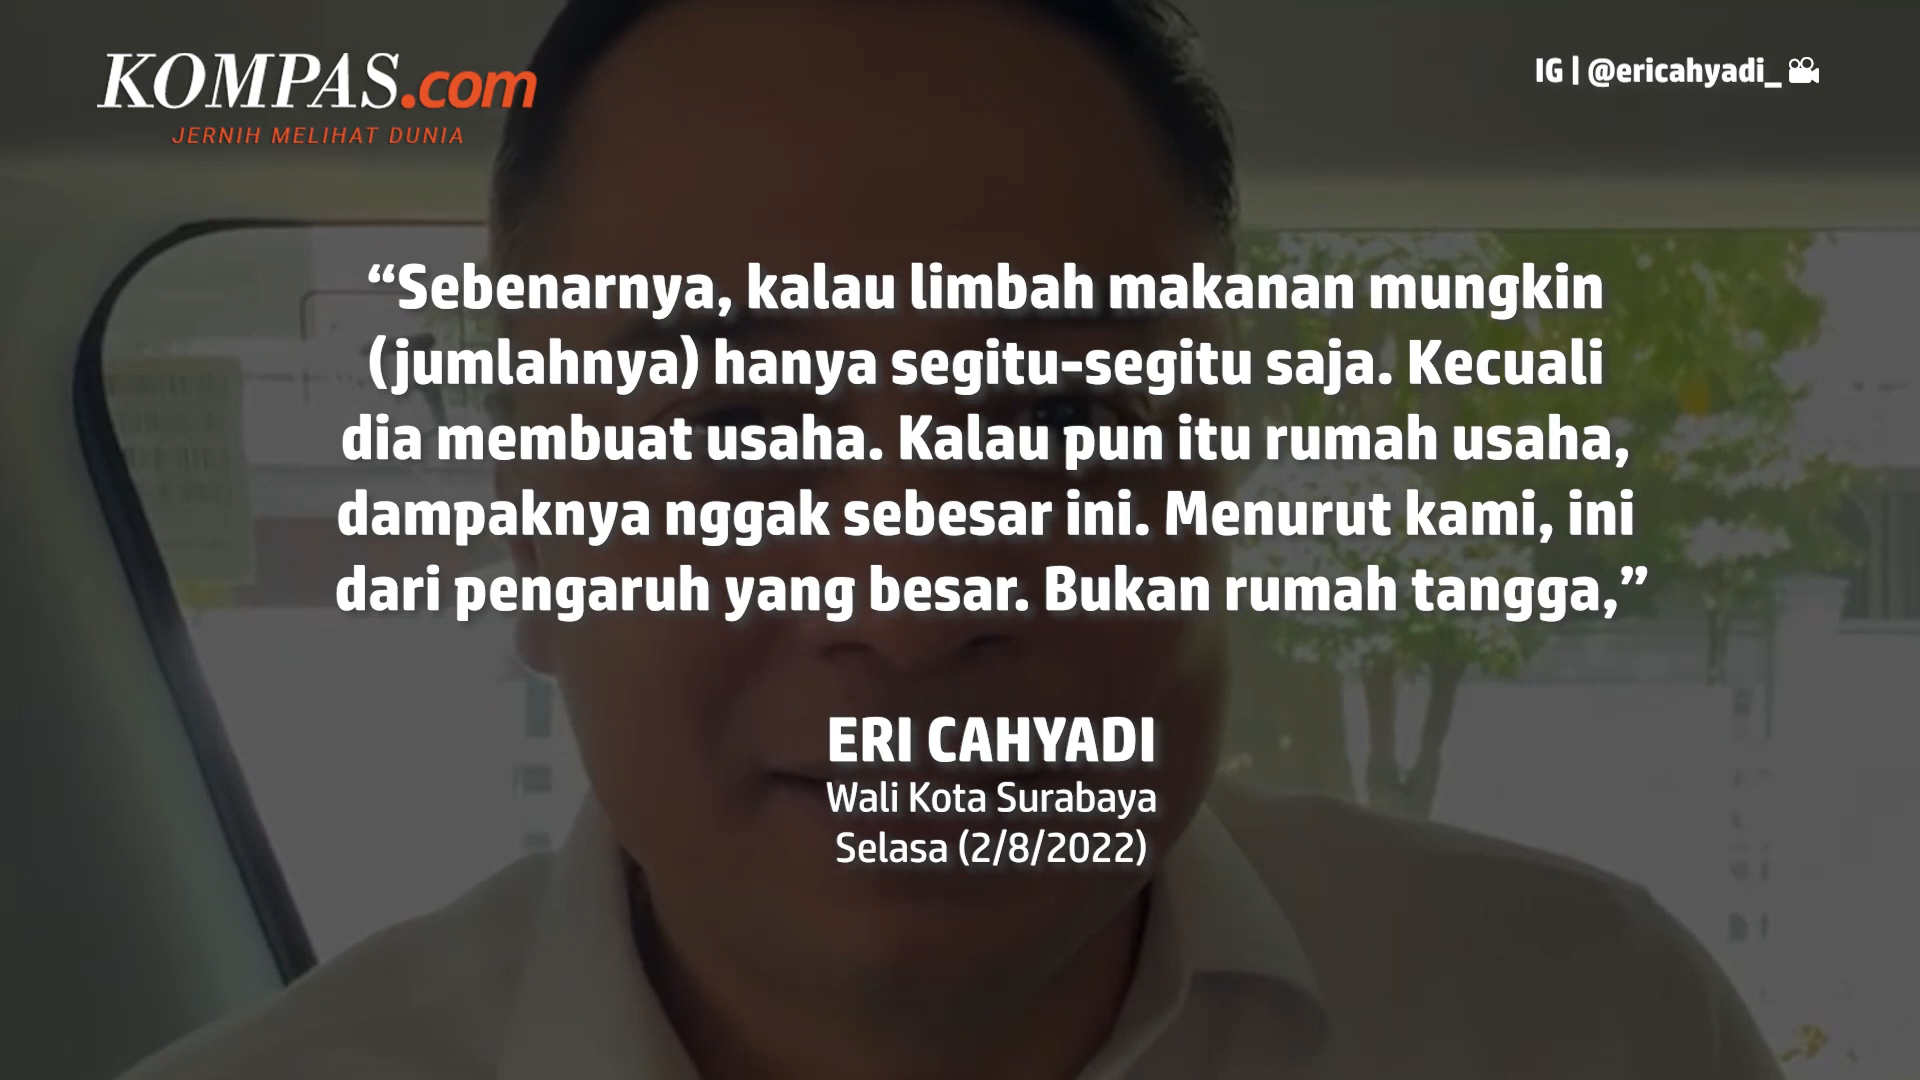 KOMPAS.com
JERNIH MELIHAT DUNIA
IG | @ericahyadi_
“Sebenarnya, kalau limbah makanan mungkin
(jumlahnya) hanya segitu-segitu saja. Kecuali
dia membuat usaha. Kalau pun itu rumah usaha,
dampaknya nggak sebesar ini. Menurut kami, ini
dari pengaruh yang besar. Bukan rumah tangga,”
ERI CAHYADI
Wali Kota Surabaya
Selasa (2/8/2022)